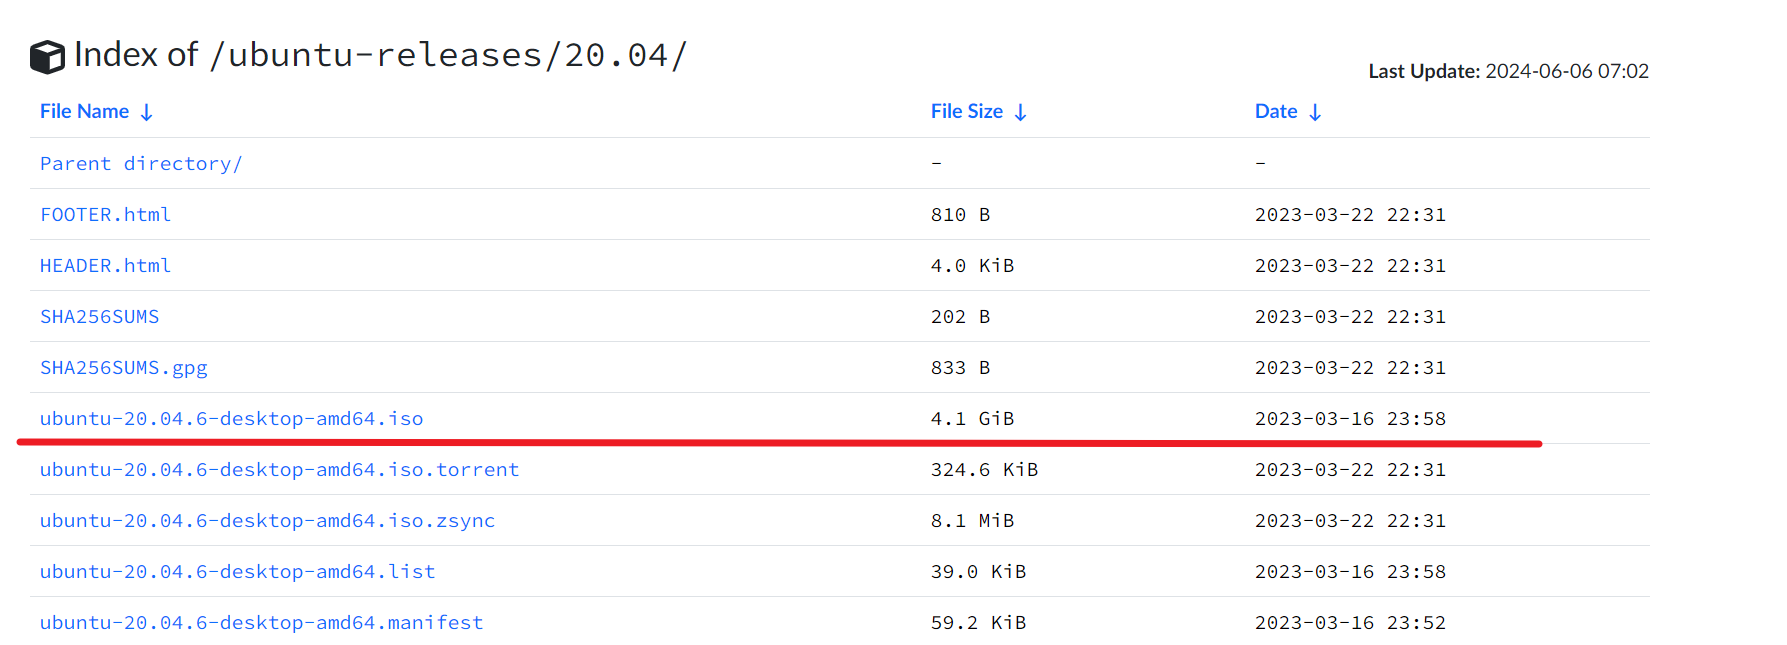 Index of /ubuntu-releases/20.04/
Last Update: 2024-06-06 07:02
File Name ↓ File Size ↓ Date ↓
Parent directory/ - -
FOOTER.html 810 B 2023-03-22 22:31
HEADER.html 4.0 KiB 2023-03-22 22:31
SHA256SUMS 202 B 2023-03-22 22:31
SHA256SUMS.gpg 833 B 2023-03-22 22:31
ubuntu-20.04.6-desktop-amd64.iso 4.1 GiB 2023-03-16 23:58
ubuntu-20.04.6-desktop-amd64.iso.torrent 324.6 KiB 2023-03-22 22:31
ubuntu-20.04.6-desktop-amd64.iso.zsync 8.1 MiB 2023-03-22 22:31
ubuntu-20.04.6-desktop-amd64.list 39.0 KiB 2023-03-16 23:58
ubuntu-20.04.6-desktop-amd64.manifest 59.2 KiB 2023-03-16 23:52